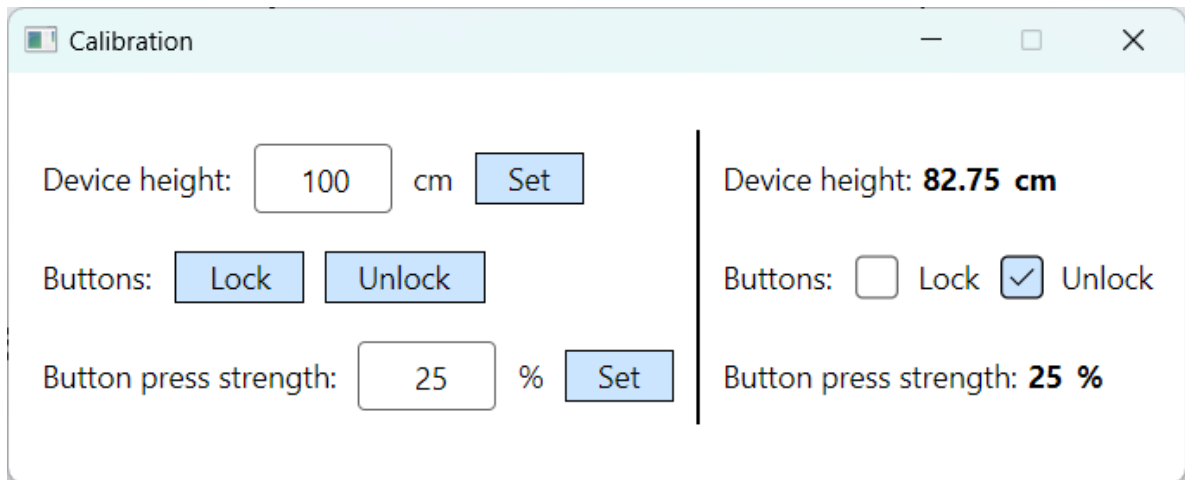 Calibration
Device height: 100 cm Set
Buttons: Lock Unlock
Button press strength: 25 % Set
Device height: 82.75 cm
Buttons: Lock Unlock
Button press strength: 25 %